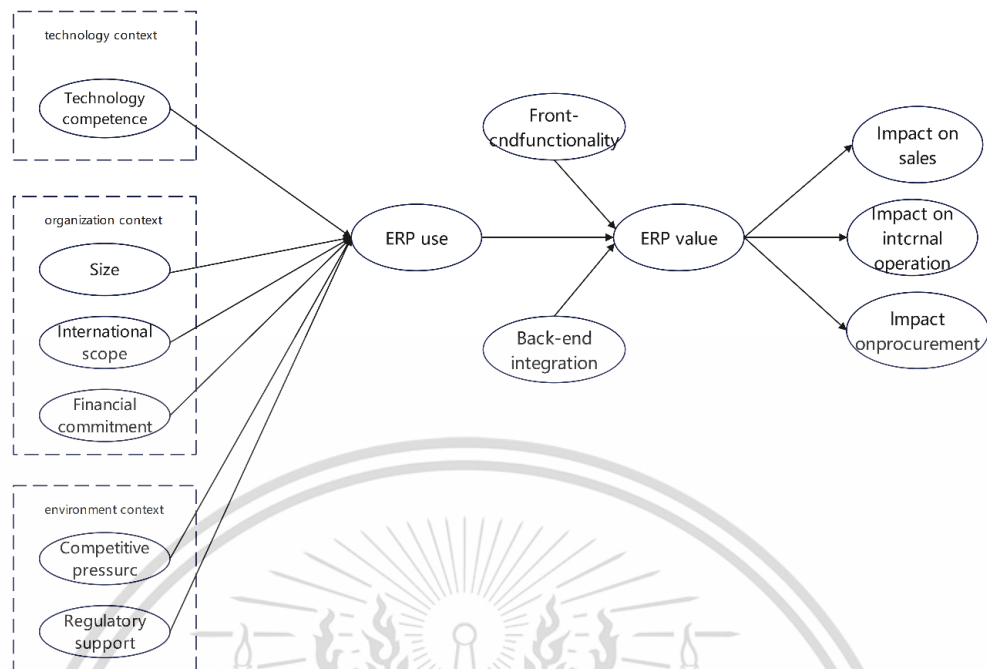 technology context
Technology
competence
organization context
Size
International
scope
Financial
commitment
environment context
Competitive
pressurc
Regulatory
support
ERP use
Front-
cndfunctionality
Back-end
integration
ERP value
Impact on
sales
Impact on
intcrnal
operation
Impact
onprocurement